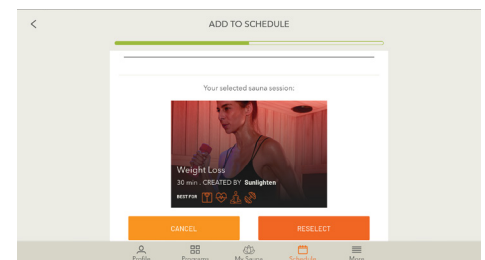 ADD TO SCHEDULE
Your selected sauna session:
Weight Loss
30 min . CREATED BY Sunlighten
BEST FOR
CANCEL
RESELECT
Profile Programs My Sauna Schedule More